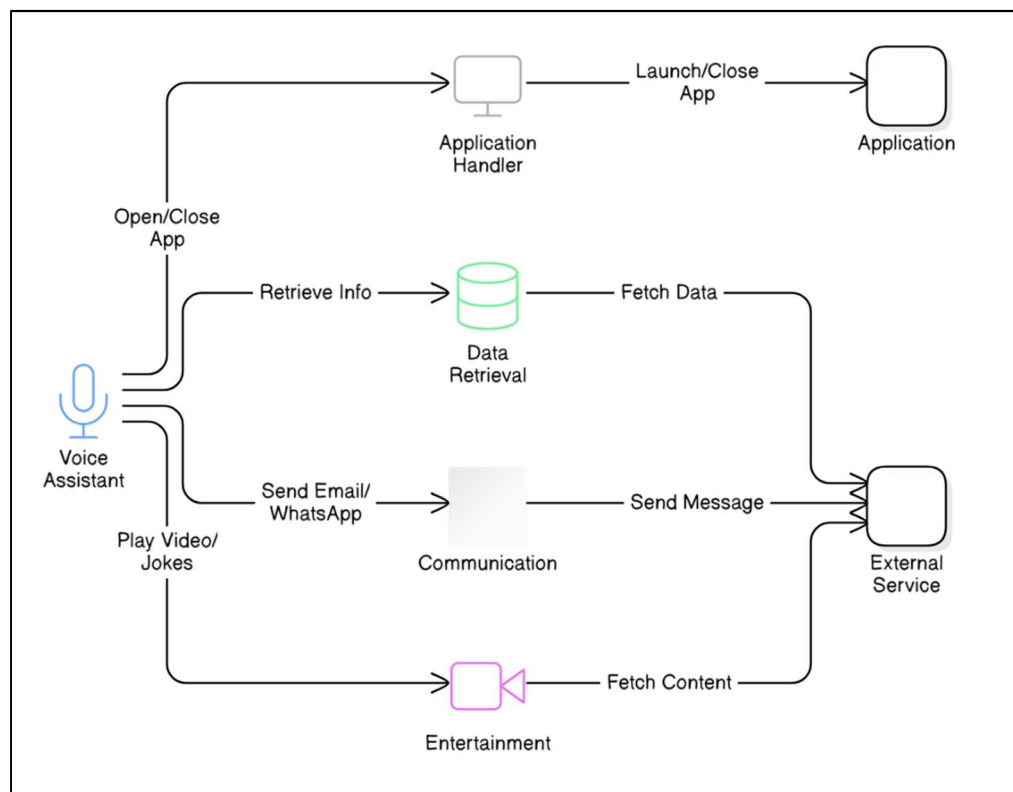 Launch/Close
App
Application
Handler
Application
Open/Close
App
Retrieve Info
Fetch Data
Data
Retrieval
Voice
Assistant
Send Email/
WhatsApp
Send Message
Play Video/
Jokes
Communication
External
Service
Fetch Content
Entertainment